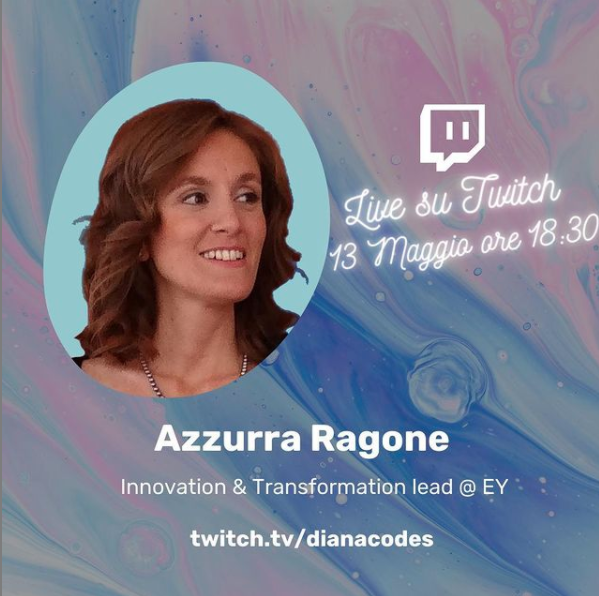 Live su Twitch
13 Maggio ore 18:30
Azzurra Ragone
Innovation & Transformation lead @ EY
twitch.tv/dianacodes